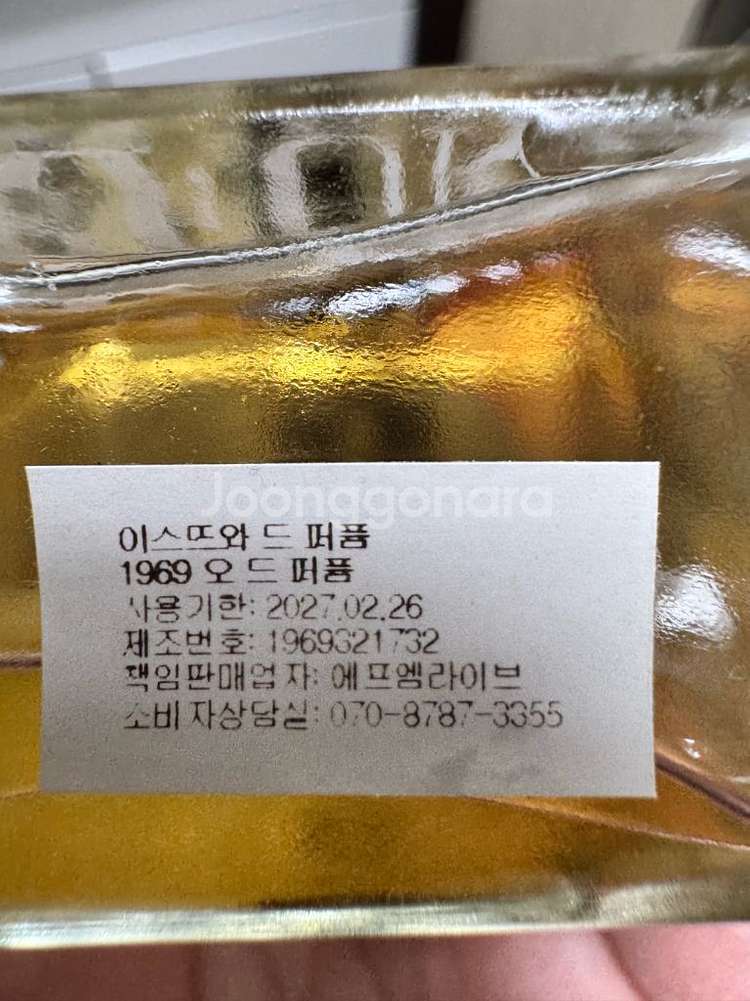 Joonggonara
이스뜨와 드 퍼퓸
1969 오 드 퍼퓸
사용기한: 2027.02.26
제조번호: 1969321732
책임판매업자: 에프엠라이브
소비자상담실: 070-8787-3355